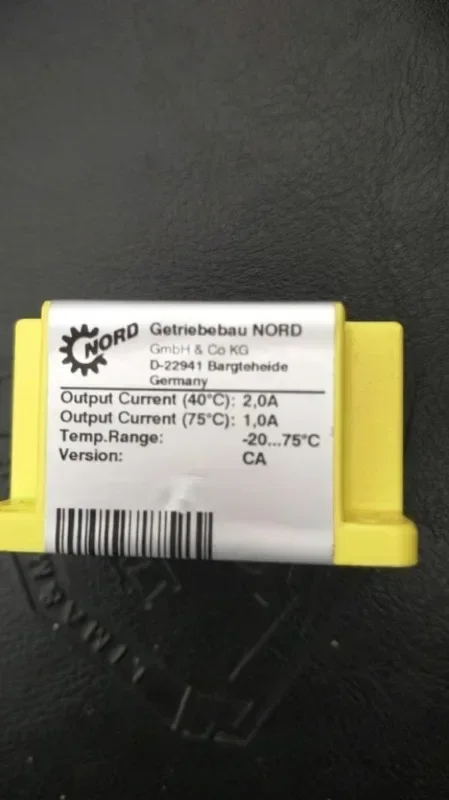 NORD
Getriebebau NORD
GmbH & Co KG
D-22941 Bargteheide
Germany
Output Current (40°C): 2,0A
Output Current (75°C): 1,0A
Temp.Range: -20...75°C
Version: CA